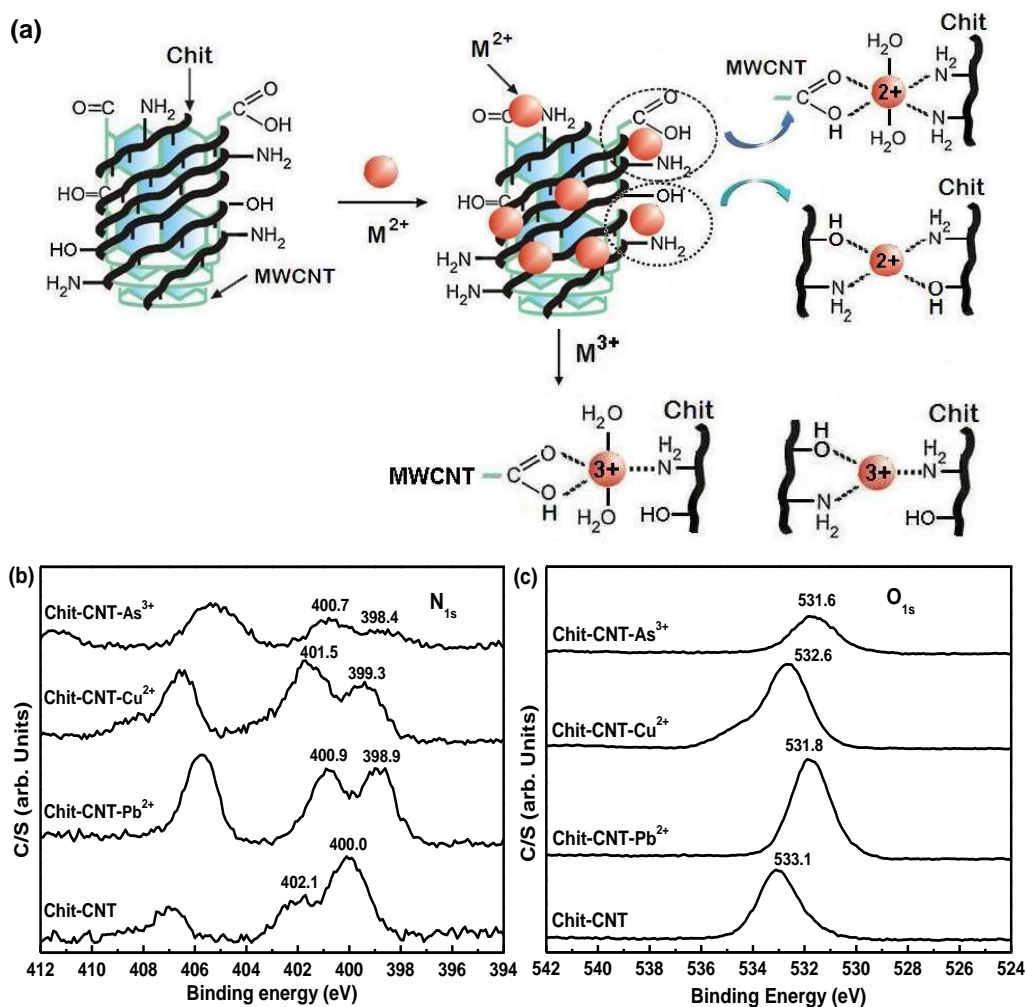 (a)
Chit
O=C
NH2
C
O
OH
NH2
HO=C
OH
HO
NH2
H2N
MWCNT
M2+
M2+
O=C
NH2
C
O
OH
NH2
HO=C
OH
NH2
H2N
H2N
MWCNT
C
O
O
H
H2O
2+
H2O
H2
N
N
H2
Chit
H
O
N
H2
2+
H2
N
O
H
M3+
MWCNT
C
O
O
H
H2O
3+
H2O
Chit
H2
N
HO
H
O
N
H2
3+
Chit
H2
N
HO
(b)
N1s
C/S (arb. Units)
Chit-CNT-As3+
400.7
398.4
Chit-CNT-Cu2+
401.5
399.3
Chit-CNT-Pb2+
400.9
398.9
Chit-CNT
402.1
400.0
412 410 408 406 404 402 400 398 396 394
Binding energy (eV)
(c)
O1s
C/S (arb. Units)
Chit-CNT-As3+
531.6
Chit-CNT-Cu2+
532.6
Chit-CNT-Pb2+
531.8
Chit-CNT
533.1
542 540 538 536 534 532 530 528 526 524
Binding Energy (eV)